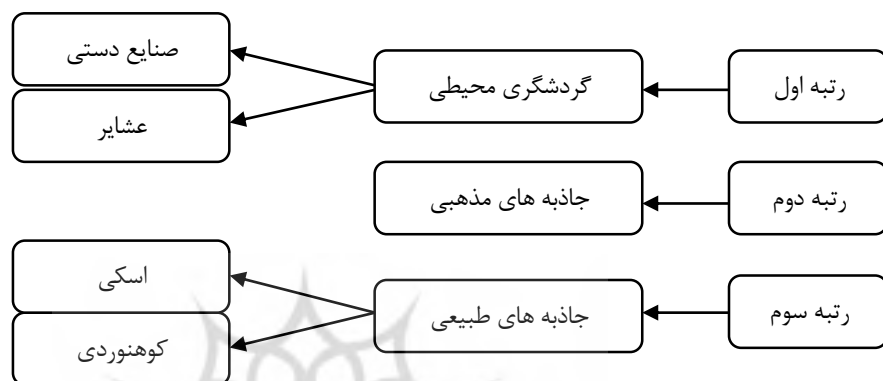 رتبه اول
گردشگری محیطی
صنایع دستی
عشایر
رتبه دوم
جاذبه های مذهبی
رتبه سوم
جاذبه های طبیعی
اسکی
کوهنوردی